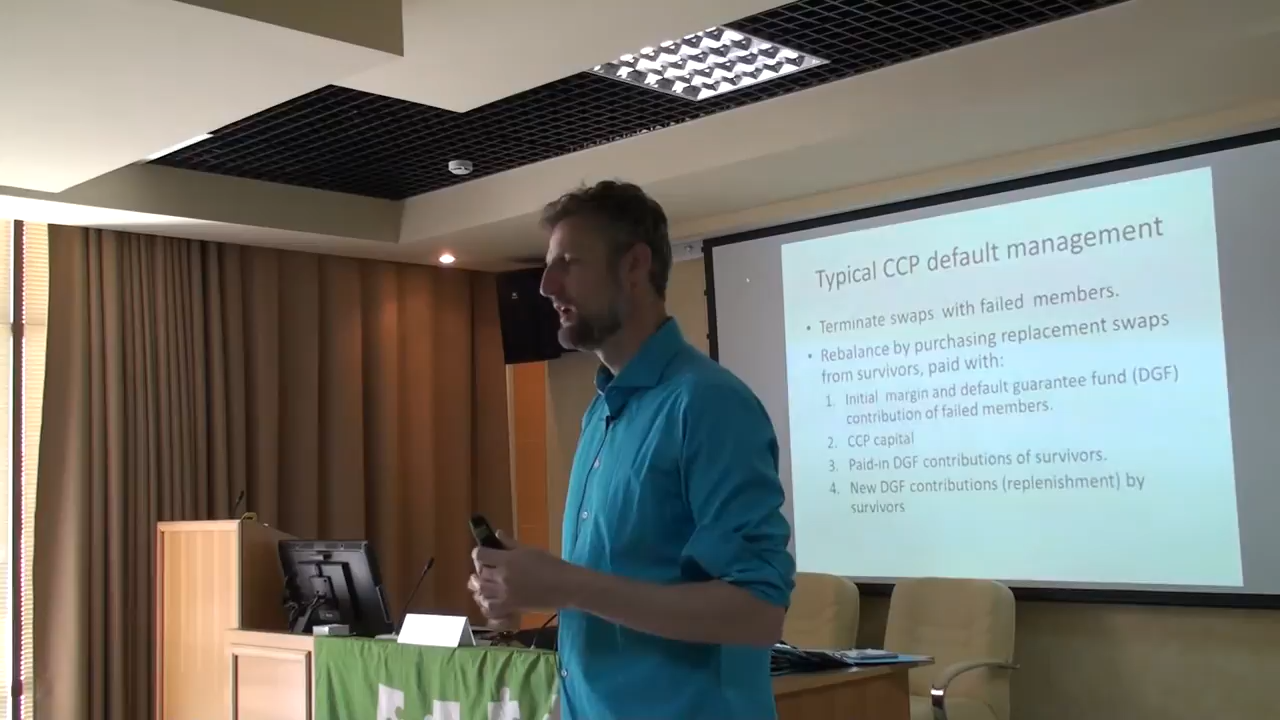 Typical CCP default management
• Terminate swaps with failed members.
• Rebalance by purchasing replacement swaps
from survivors, paid with:
1. Initial margin and default guarantee fund (DGF)
contribution of failed members.
2. CCP capital
3. Paid-in DGF contributions of survivors.
4. New DGF contributions (replenishment) by
survivors